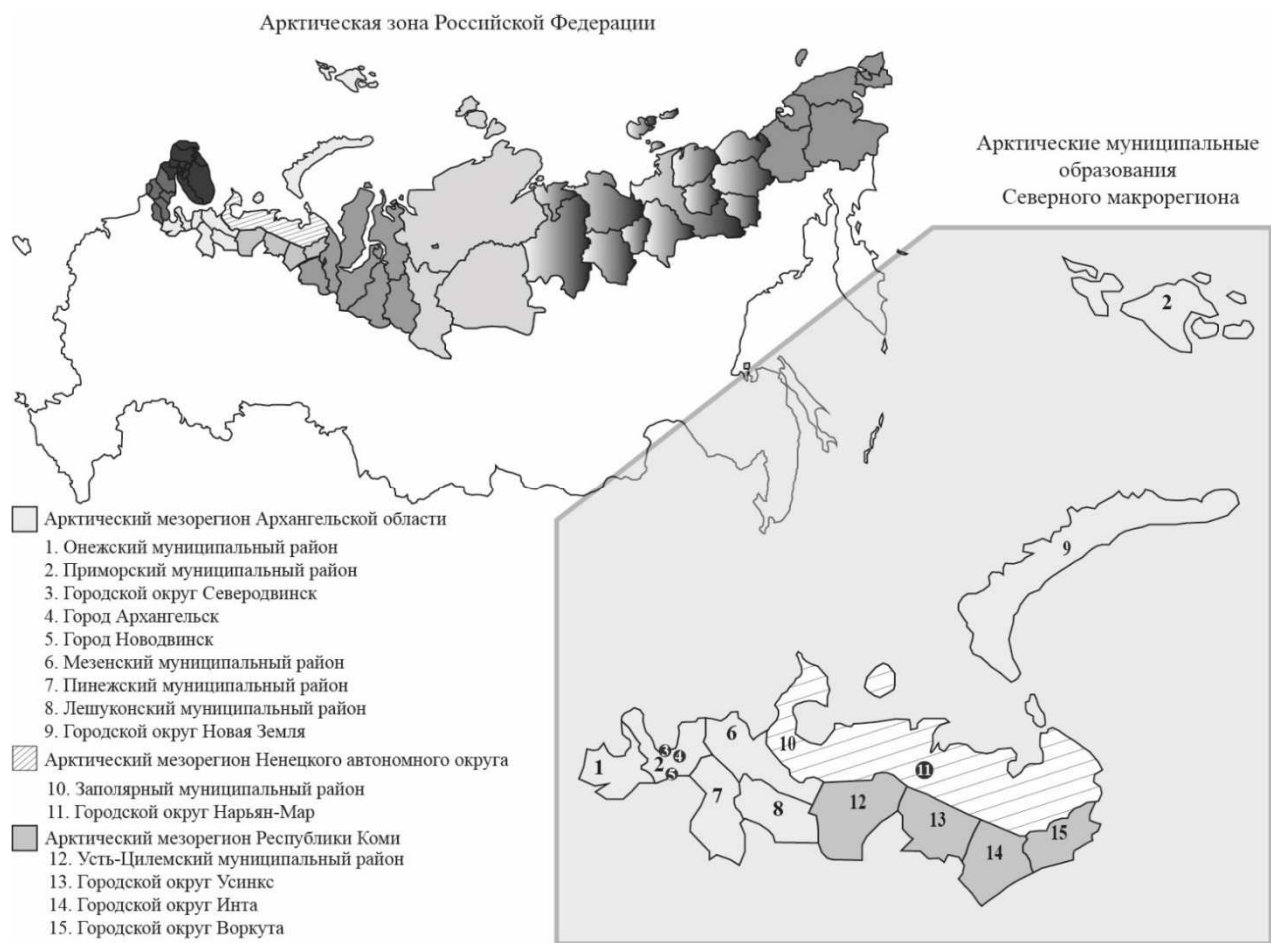 Арктическая зона Российской Федерации
Арктические муниципальные
образования
Северного макрорегиона
2
9
6
10
1
2
3
4
5
7
8
11
12
13
14
15
Арктический мезорегион Архангельской области
1. Онежский муниципальный район
2. Приморский муниципальный район
3. Городской округ Северодвинск
4. Город Архангельск
5. Город Новодвинск
6. Мезенский муниципальный район
7. Пинежский муниципальный район
8. Лешуконский муниципальный район
9. Городской округ Новая Земля
Арктический мезорегион Ненецкого автономного округа
10. Заполярный муниципальный район
11. Городской округ Нарьян-Мар
Арктический мезорегион Республики Коми
12. Усть-Цилемский муниципальный район
13. Городской округ Усинкс
14. Городской округ Инта
15. Городской округ Воркута